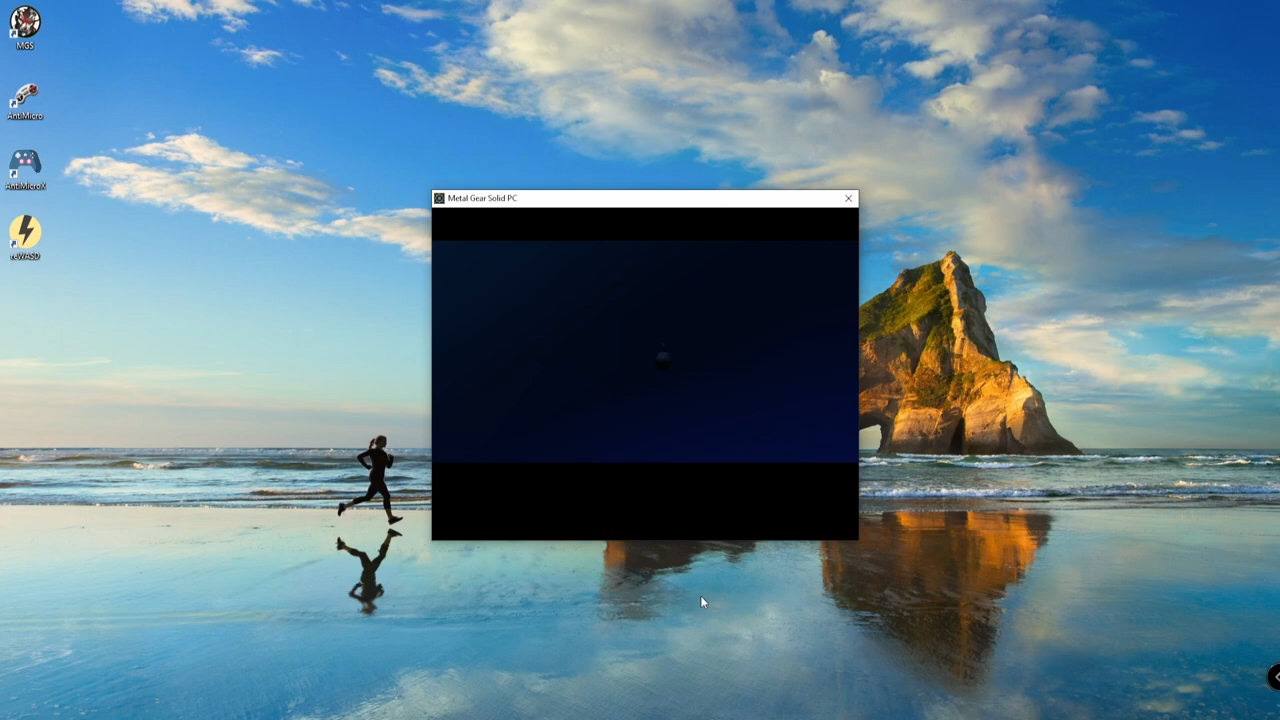 MGS
AntiMicro
AntiMicroX
reWASD
Metal Gear Solid PC